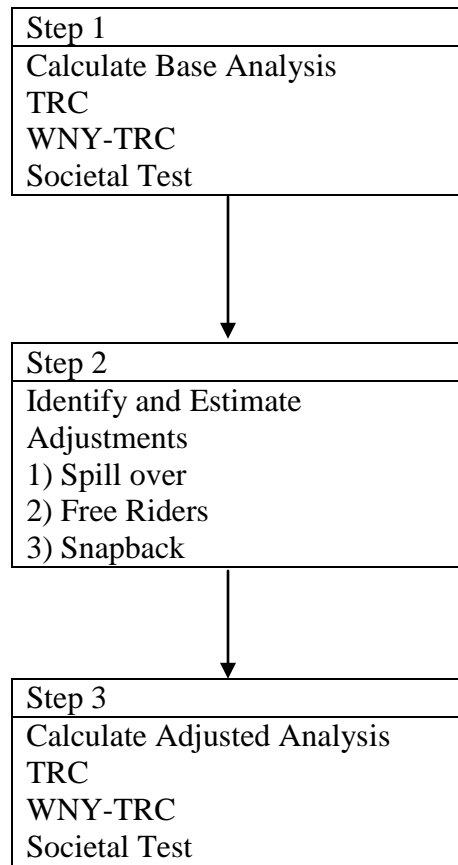 Step 1
Calculate Base Analysis
TRC
WNY-TRC
Societal Test
Step 2
Identify and Estimate
Adjustments
1) Spill over
2) Free Riders
3) Snapback
Step 3
Calculate Adjusted Analysis
TRC
WNY-TRC
Societal Test